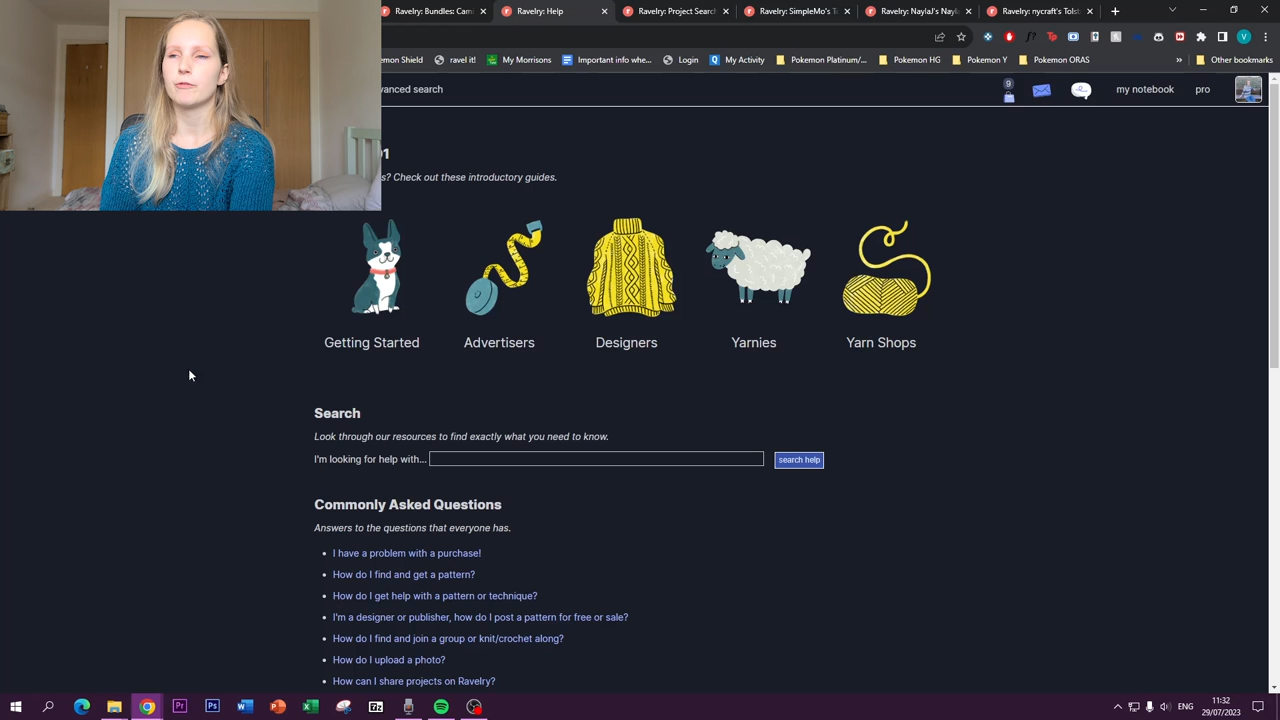 Ravelry: Bundles: Cam
Ravelry: Help
Ravelry: Project Search
Ravelry: SimpleMo's T
Ravelry: NaylaJ's Nayle
Ravelry: nycraft's Tols
kemon Shield
ravel it!
My Morrisons
Important info whe...
Login
My Activity
Pokemon Platinum/...
Pokemon HG
Pokemon Y
Pokemon ORAS
»
Other bookmarks
vanced search
9
my notebook
pro
s? Check out these introductory guides.
Getting Started
Advertisers
Designers
Yarnies
Yarn Shops
Search
Look through our resources to find exactly what you need to know.
I'm looking for help with...
search help
Commonly Asked Questions
Answers to the questions that everyone has.
• I have a problem with a purchase!
• How do I find and get a pattern?
• How do I get help with a pattern or technique?
• I'm a designer or publisher, how do I post a pattern for free or sale?
• How do I find and join a group or knit/crochet along?
• How do I upload a photo?
• How can I share projects on Ravelry?
ENG
11:32
29/07/2023